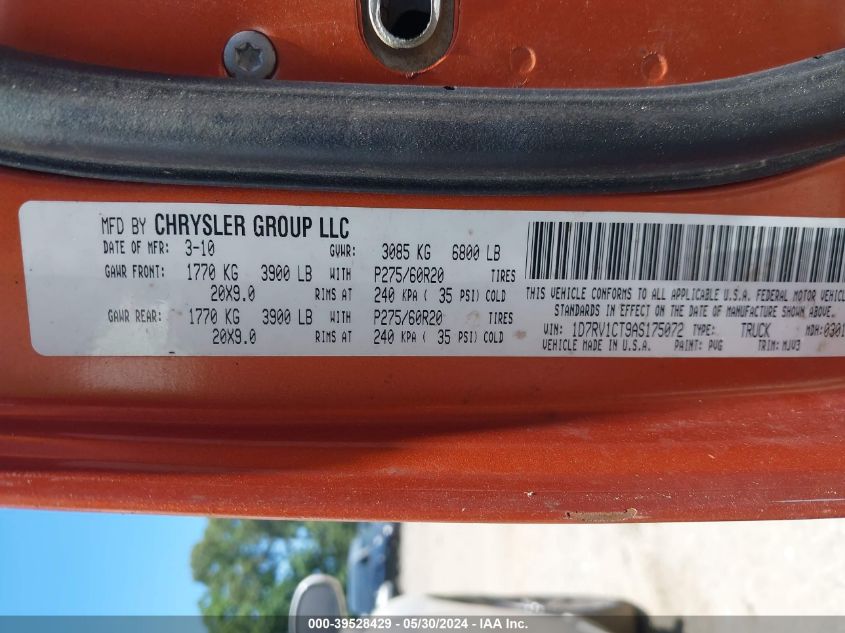 MFD BY CHRYSLER GROUP LLC
DATE OF MFR: 3-10 GVWR: 3085 KG 6800 LB
GAWR FRONT: 1770 KG 3900 LB WITH P275/60R20 TIRES
20X9.0 RIMS AT 240 KPA ( 35 PSI) COLD
GAWR REAR: 1770 KG 3900 LB WITH P275/60R20 TIRES
20X9.0 RIMS AT 240 KPA ( 35 PSI) COLD
THIS VEHICLE CONFORMS TO ALL APPLICABLE U.S.A. FEDERAL MOTOR VEHICLE
STANDARDS IN EFFECT ON THE DATE OF MANUFACTURE SHOWN ABOVE.
VIN: 1D7RV1CT9AS175072 TYPE: TRUCK MDH: 0301
VEHICLE MADE IN U.S.A. PAINT: PVG TRIM: MJV3
000-39528429 - 05/30/2024 - IAA Inc.